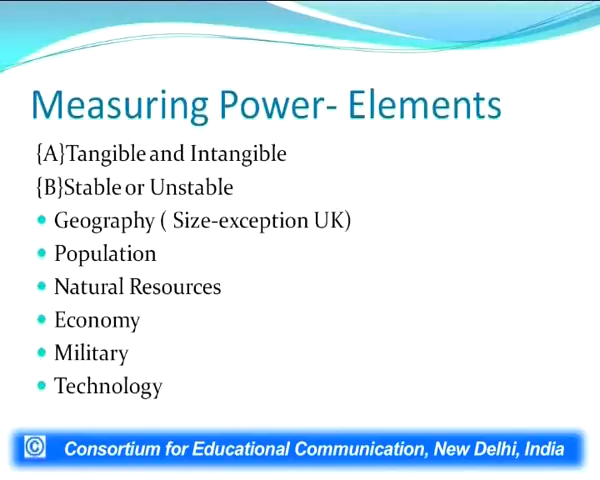 Measuring Power- Elements
{A}Tangible and Intangible
{B}Stable or Unstable
• Geography ( Size-exception UK)
• Population
• Natural Resources
• Economy
• Military
• Technology
© Consortium for Educational Communication, New Delhi, India